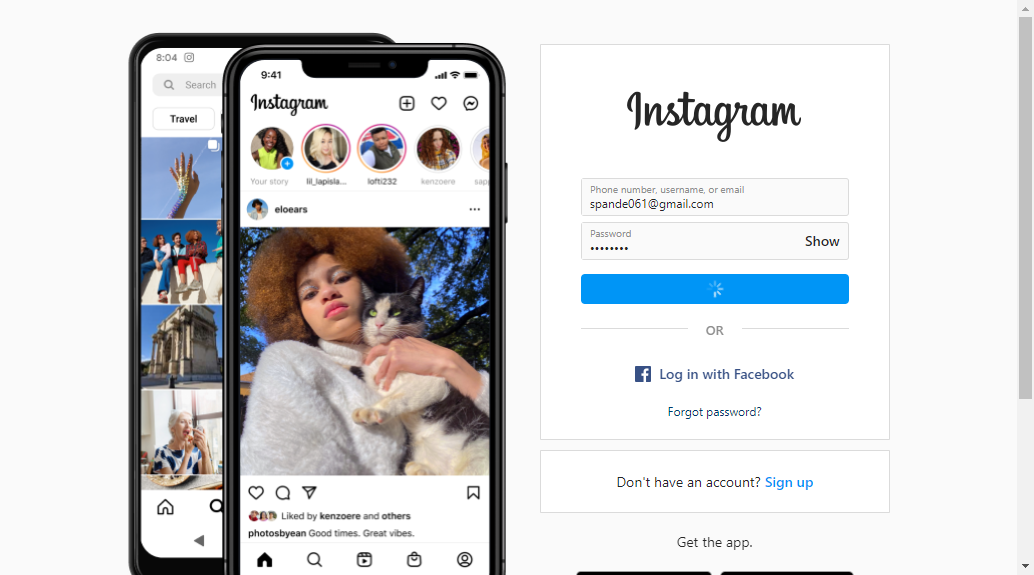 8:04
Search
Travel
9:41
Instagram
Your story
lil_lapisla...
lofti232
kenzoere
sap
eloears
Liked by kenzoere and others
photosbyean Good times. Great vibes.
Instagram
Phone number, username, or email
spande061@gmail.com
Password
••••••••
Show
OR
Log in with Facebook
Forgot password?
Don't have an account? Sign up
Get the app.